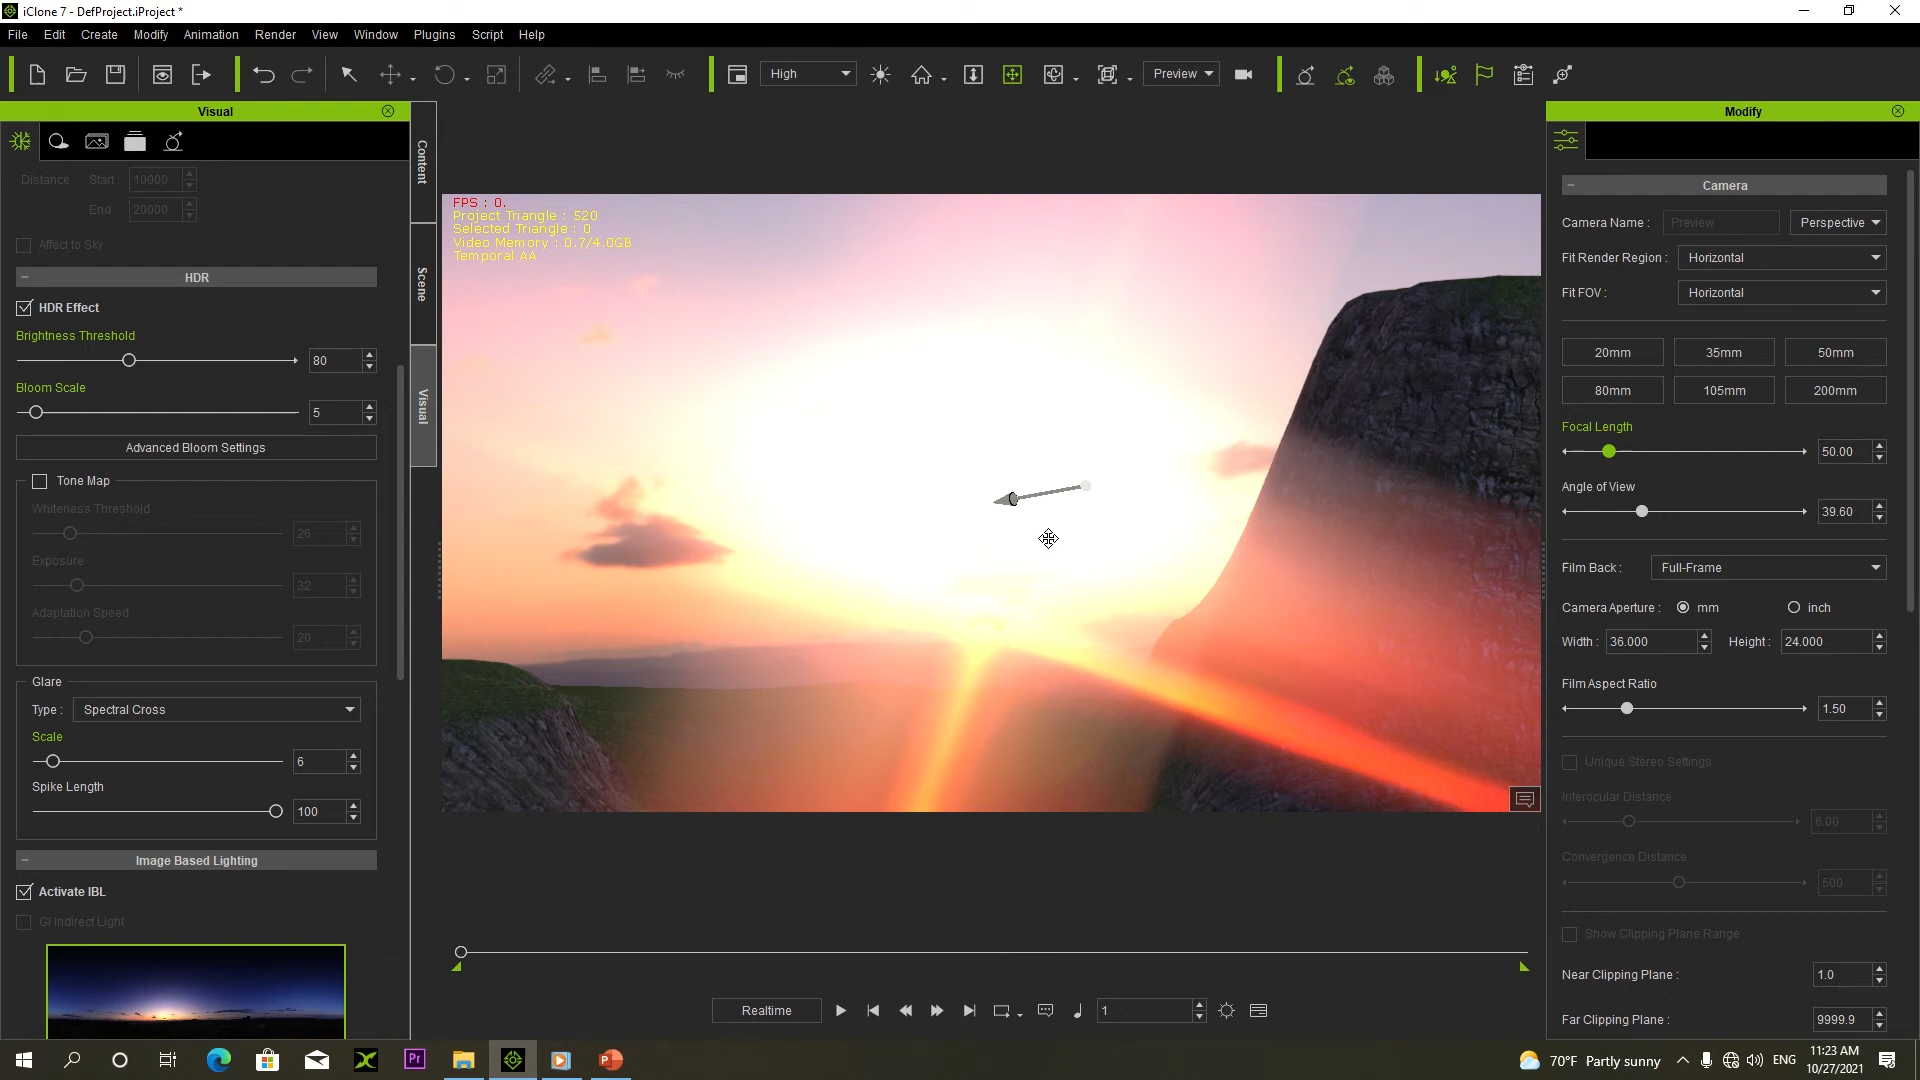 iClone 7 - DefProject.iProject *
File Edit Create Modify Animation Render View Window Plugins Script Help
High
Preview
Visual
Distance Start : 10000
End : 20000
Affect to Sky
HDR
HDR Effect
Brightness Threshold
80
Bloom Scale
5
Advanced Bloom Settings
Tone Map
Whiteness Threshold
26
Exposure
32
Adaptation Speed
20
Glare
Type : Spectral Cross
Scale
6
Spike Length
100
Image Based Lighting
Activate IBL
GI Indirect Light
Content
Scene
Visual
FPS : 0.
Project Triangle : 520
Selected Triangle : 0
Video Memory : 0.7/4.0GB
Temporal AA
Realtime
1
Modify
Camera
Camera Name : Preview Perspective
Fit Render Region : Horizontal
Fit FOV : Horizontal
20mm 35mm 50mm
80mm 105mm 200mm
Focal Length
50.00
Angle of View
39.60
Film Back : Full-Frame
Camera Aperture : mm inch
Width : 36.000 Height : 24.000
Film Aspect Ratio
1.50
Unique Stereo Settings
Interocular Distance
6.00
Convergence Distance
500
Show Clipping Plane Range
Near Clipping Plane : 1.0
Far Clipping Plane : 9999.9
Pr
P
70°F Partly sunny
ENG
11:23 AM
10/27/2021